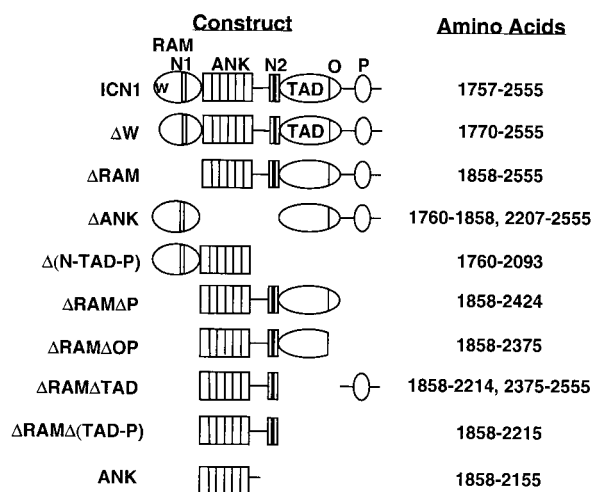 Construct Amino Acids
RAM
N1 ANK N2 O P
ICN1 W TAD 1757-2555
ΔW TAD 1770-2555
ΔRAM 1858-2555
ΔANK 1760-1858, 2207-2555
Δ(N-TAD-P) 1760-2093
ΔRAMΔP 1858-2424
ΔRAMΔOP 1858-2375
ΔRAMΔTAD 1858-2214, 2375-2555
ΔRAMΔ(TAD-P) 1858-2215
ANK 1858-2155